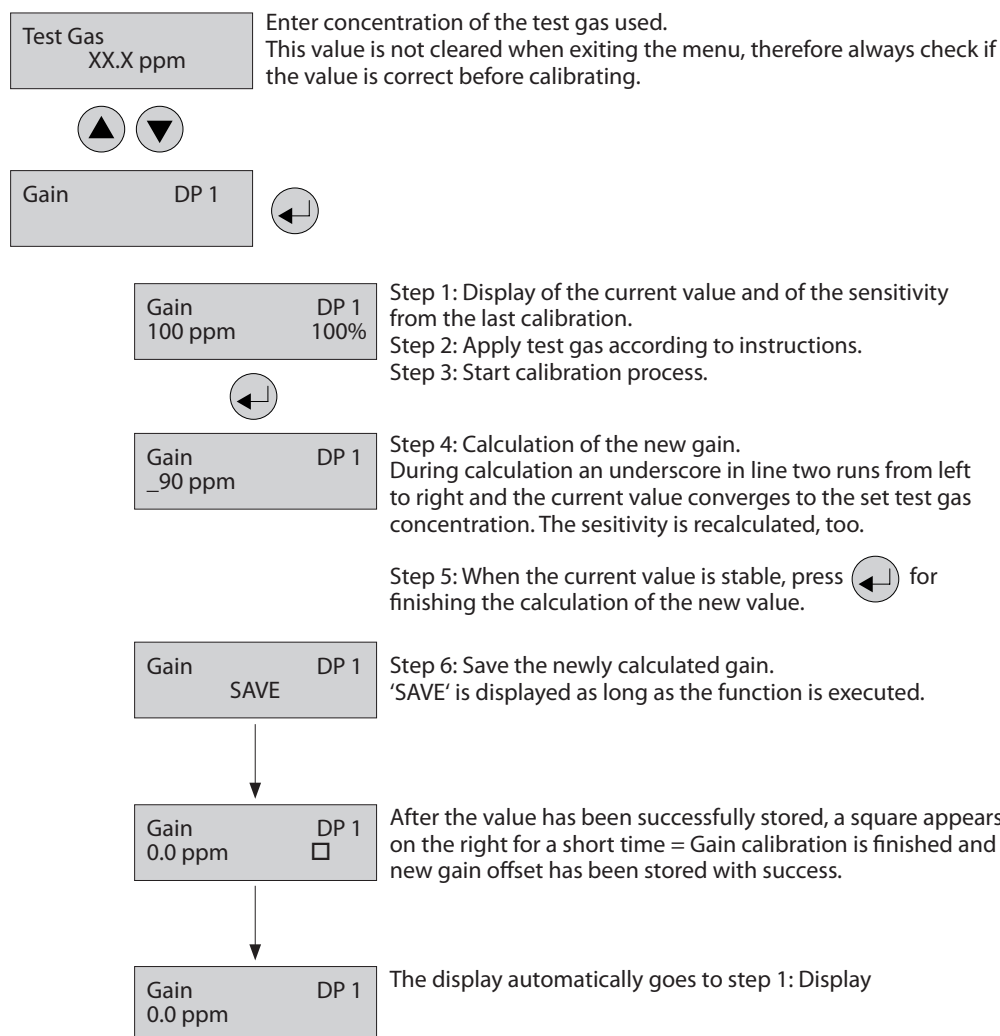 Test Gas
XX.X ppm
Enter concentration of the test gas used.
This value is not cleared when exiting the menu, therefore always check if
the value is correct before calibrating.
Gain DP 1
Gain DP 1
100 ppm 100%
Step 1: Display of the current value and of the sensitivity
from the last calibration.
Step 2: Apply test gas according to instructions.
Step 3: Start calibration process.
Gain DP 1
_90 ppm
Step 4: Calculation of the new gain.
During calculation an underscore in line two runs from left
to right and the current value converges to the set test gas
concentration. The sesitivity is recalculated, too.
Step 5: When the current value is stable, press for
finishing the calculation of the new value.
Gain DP 1
SAVE
Step 6: Save the newly calculated gain.
‘SAVE‘ is displayed as long as the function is executed.
Gain DP 1
0.0 ppm
After the value has been successfully stored, a square appears
on the right for a short time = Gain calibration is finished and
new gain offset has been stored with success.
Gain DP 1
0.0 ppm
The display automatically goes to step 1: Display